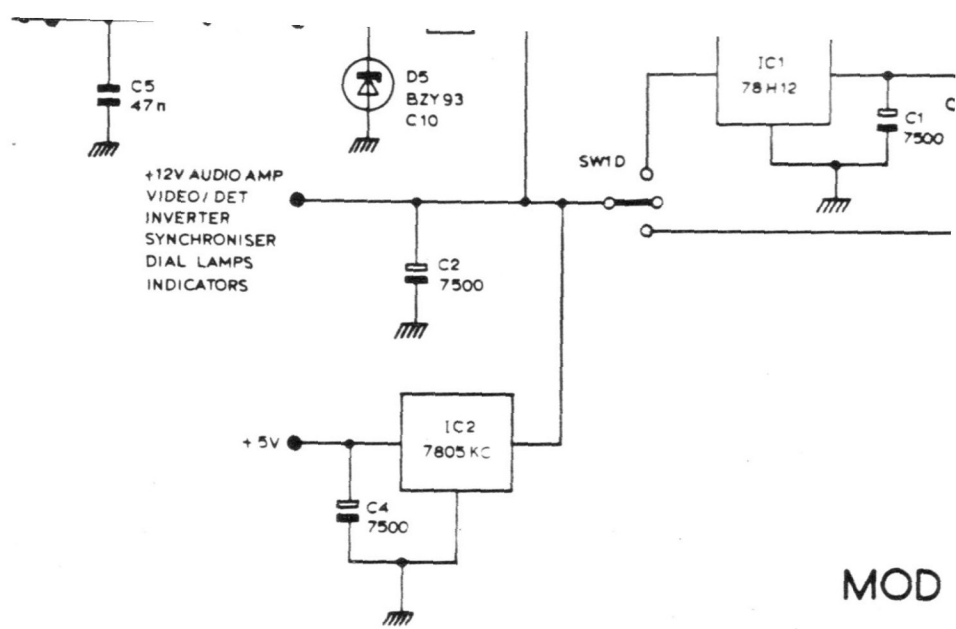 C5
47n
D5
BZY93
C10
IC1
78H12
C1
7500
SW1D
+12V AUDIO AMP
VIDEO/DET
INVERTER
SYNCHRONISER
DIAL LAMPS
INDICATORS
C2
7500
IC2
7805KC
+5V
C4
7500
MOD